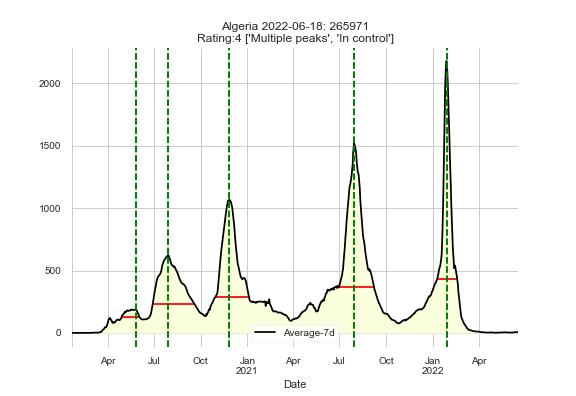 Algeria 2022-06-18: 265971
Rating:4 ['Multiple peaks', 'In control']
2000
1500
1000
500
0
Average-7d
Apr Jul Oct Jan Apr Jul Oct Jan Apr
2021 2022
Date